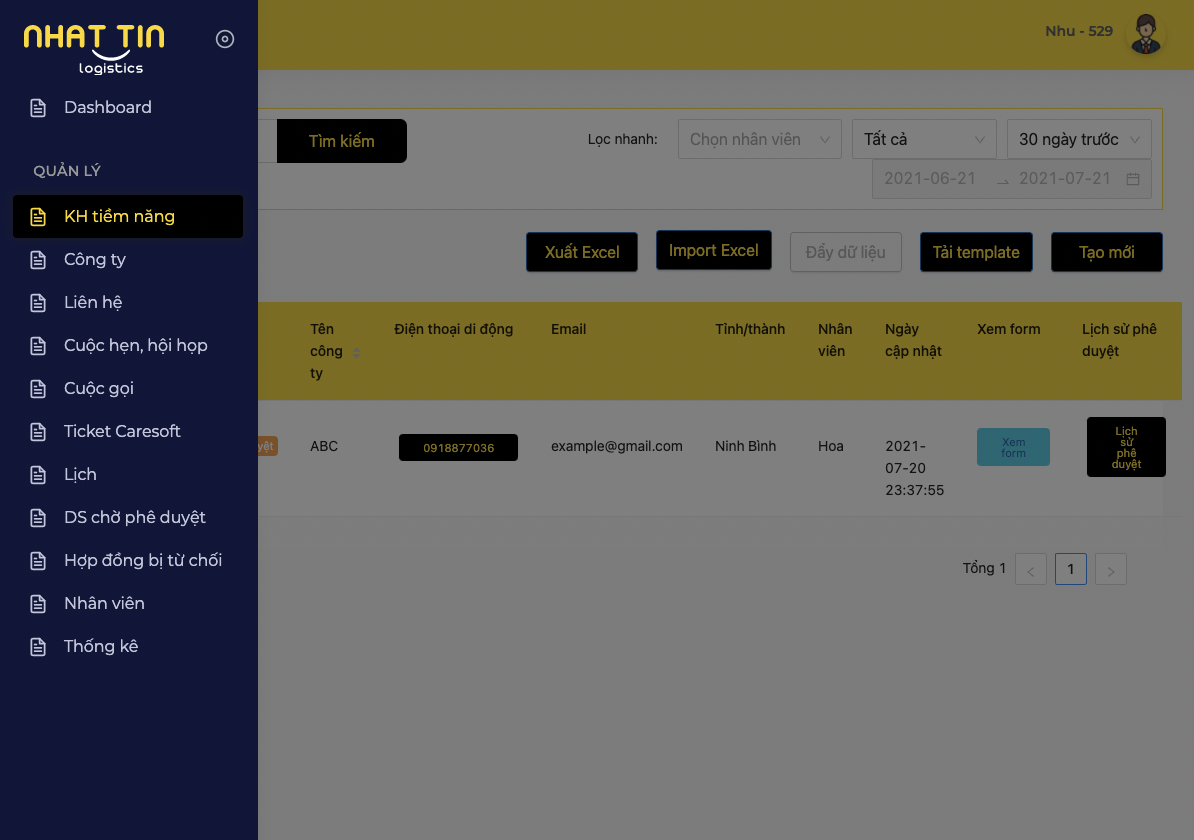 NHAT TIN
logistics
Dashboard
QUẢN LÝ
KH tiềm năng
Công ty
Liên hệ
Cuộc hẹn, hội họp
Cuộc gọi
Ticket Caresoft
Lịch
DS chờ phê duyệt
Hợp đồng bị từ chối
Nhân viên
Thống kê
Nhu - 529
Tìm kiếm
Lọc nhanh:
Chọn nhân viên
Tất cả
30 ngày trước
2021-06-21
2021-07-21
Xuất Excel
Import Excel
Đẩy dữ liệu
Tải template
Tạo mới
Tên
công
ty
Điện thoại di động
Email
Tỉnh/thành
Nhân
viên
Ngày
cập nhật
Xem form
Lịch sử phê
duyệt
ABC
0918877036
example@gmail.com
Ninh Bình
Hoa
2021-
07-20
23:37:55
Xem
form
Lịch
sử
phê
duyệt
Tổng 1
1